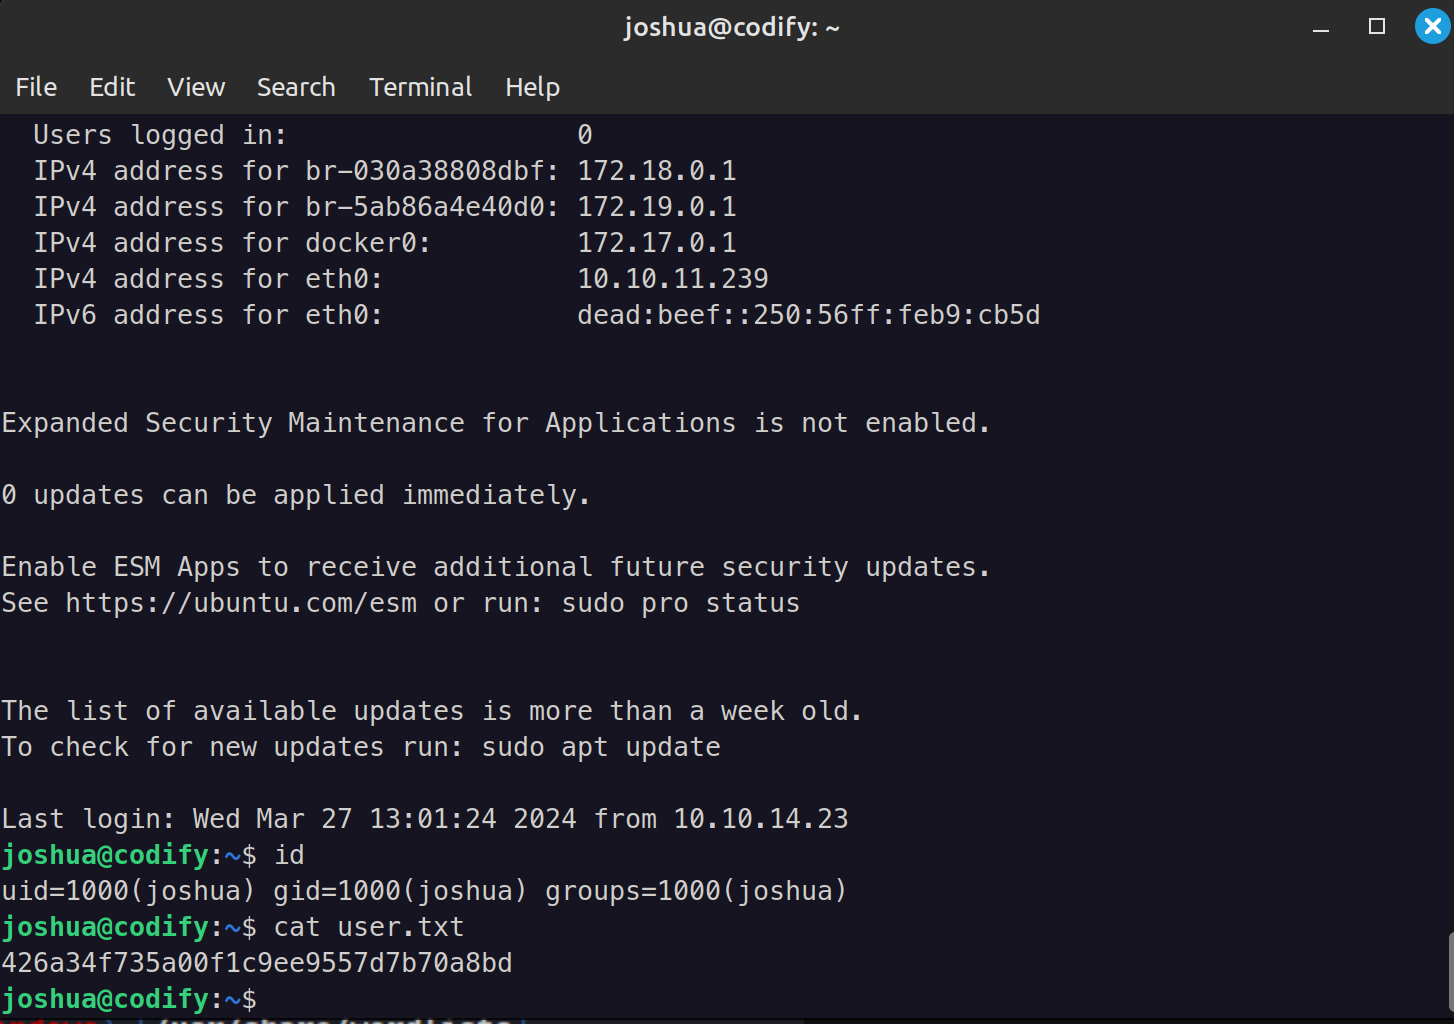 joshua@codify: ~
File Edit View Search Terminal Help
Users logged in: 0
IPv4 address for br-030a38808dbf: 172.18.0.1
IPv4 address for br-5ab86a4e40d0: 172.19.0.1
IPv4 address for docker0: 172.17.0.1
IPv4 address for eth0: 10.10.11.239
IPv6 address for eth0: dead:beef::250:56ff:feb9:cb5d
Expanded Security Maintenance for Applications is not enabled.
0 updates can be applied immediately.
Enable ESM Apps to receive additional future security updates.
See https://ubuntu.com/esm or run: sudo pro status
The list of available updates is more than a week old.
To check for new updates run: sudo apt update
Last login: Wed Mar 27 13:01:24 2024 from 10.10.14.23
joshua@codify:~$ id
uid=1000(joshua) gid=1000(joshua) groups=1000(joshua)
joshua@codify:~$ cat user.txt
426a34f735a00f1c9ee9557d7b70a8bd
joshua@codify:~$